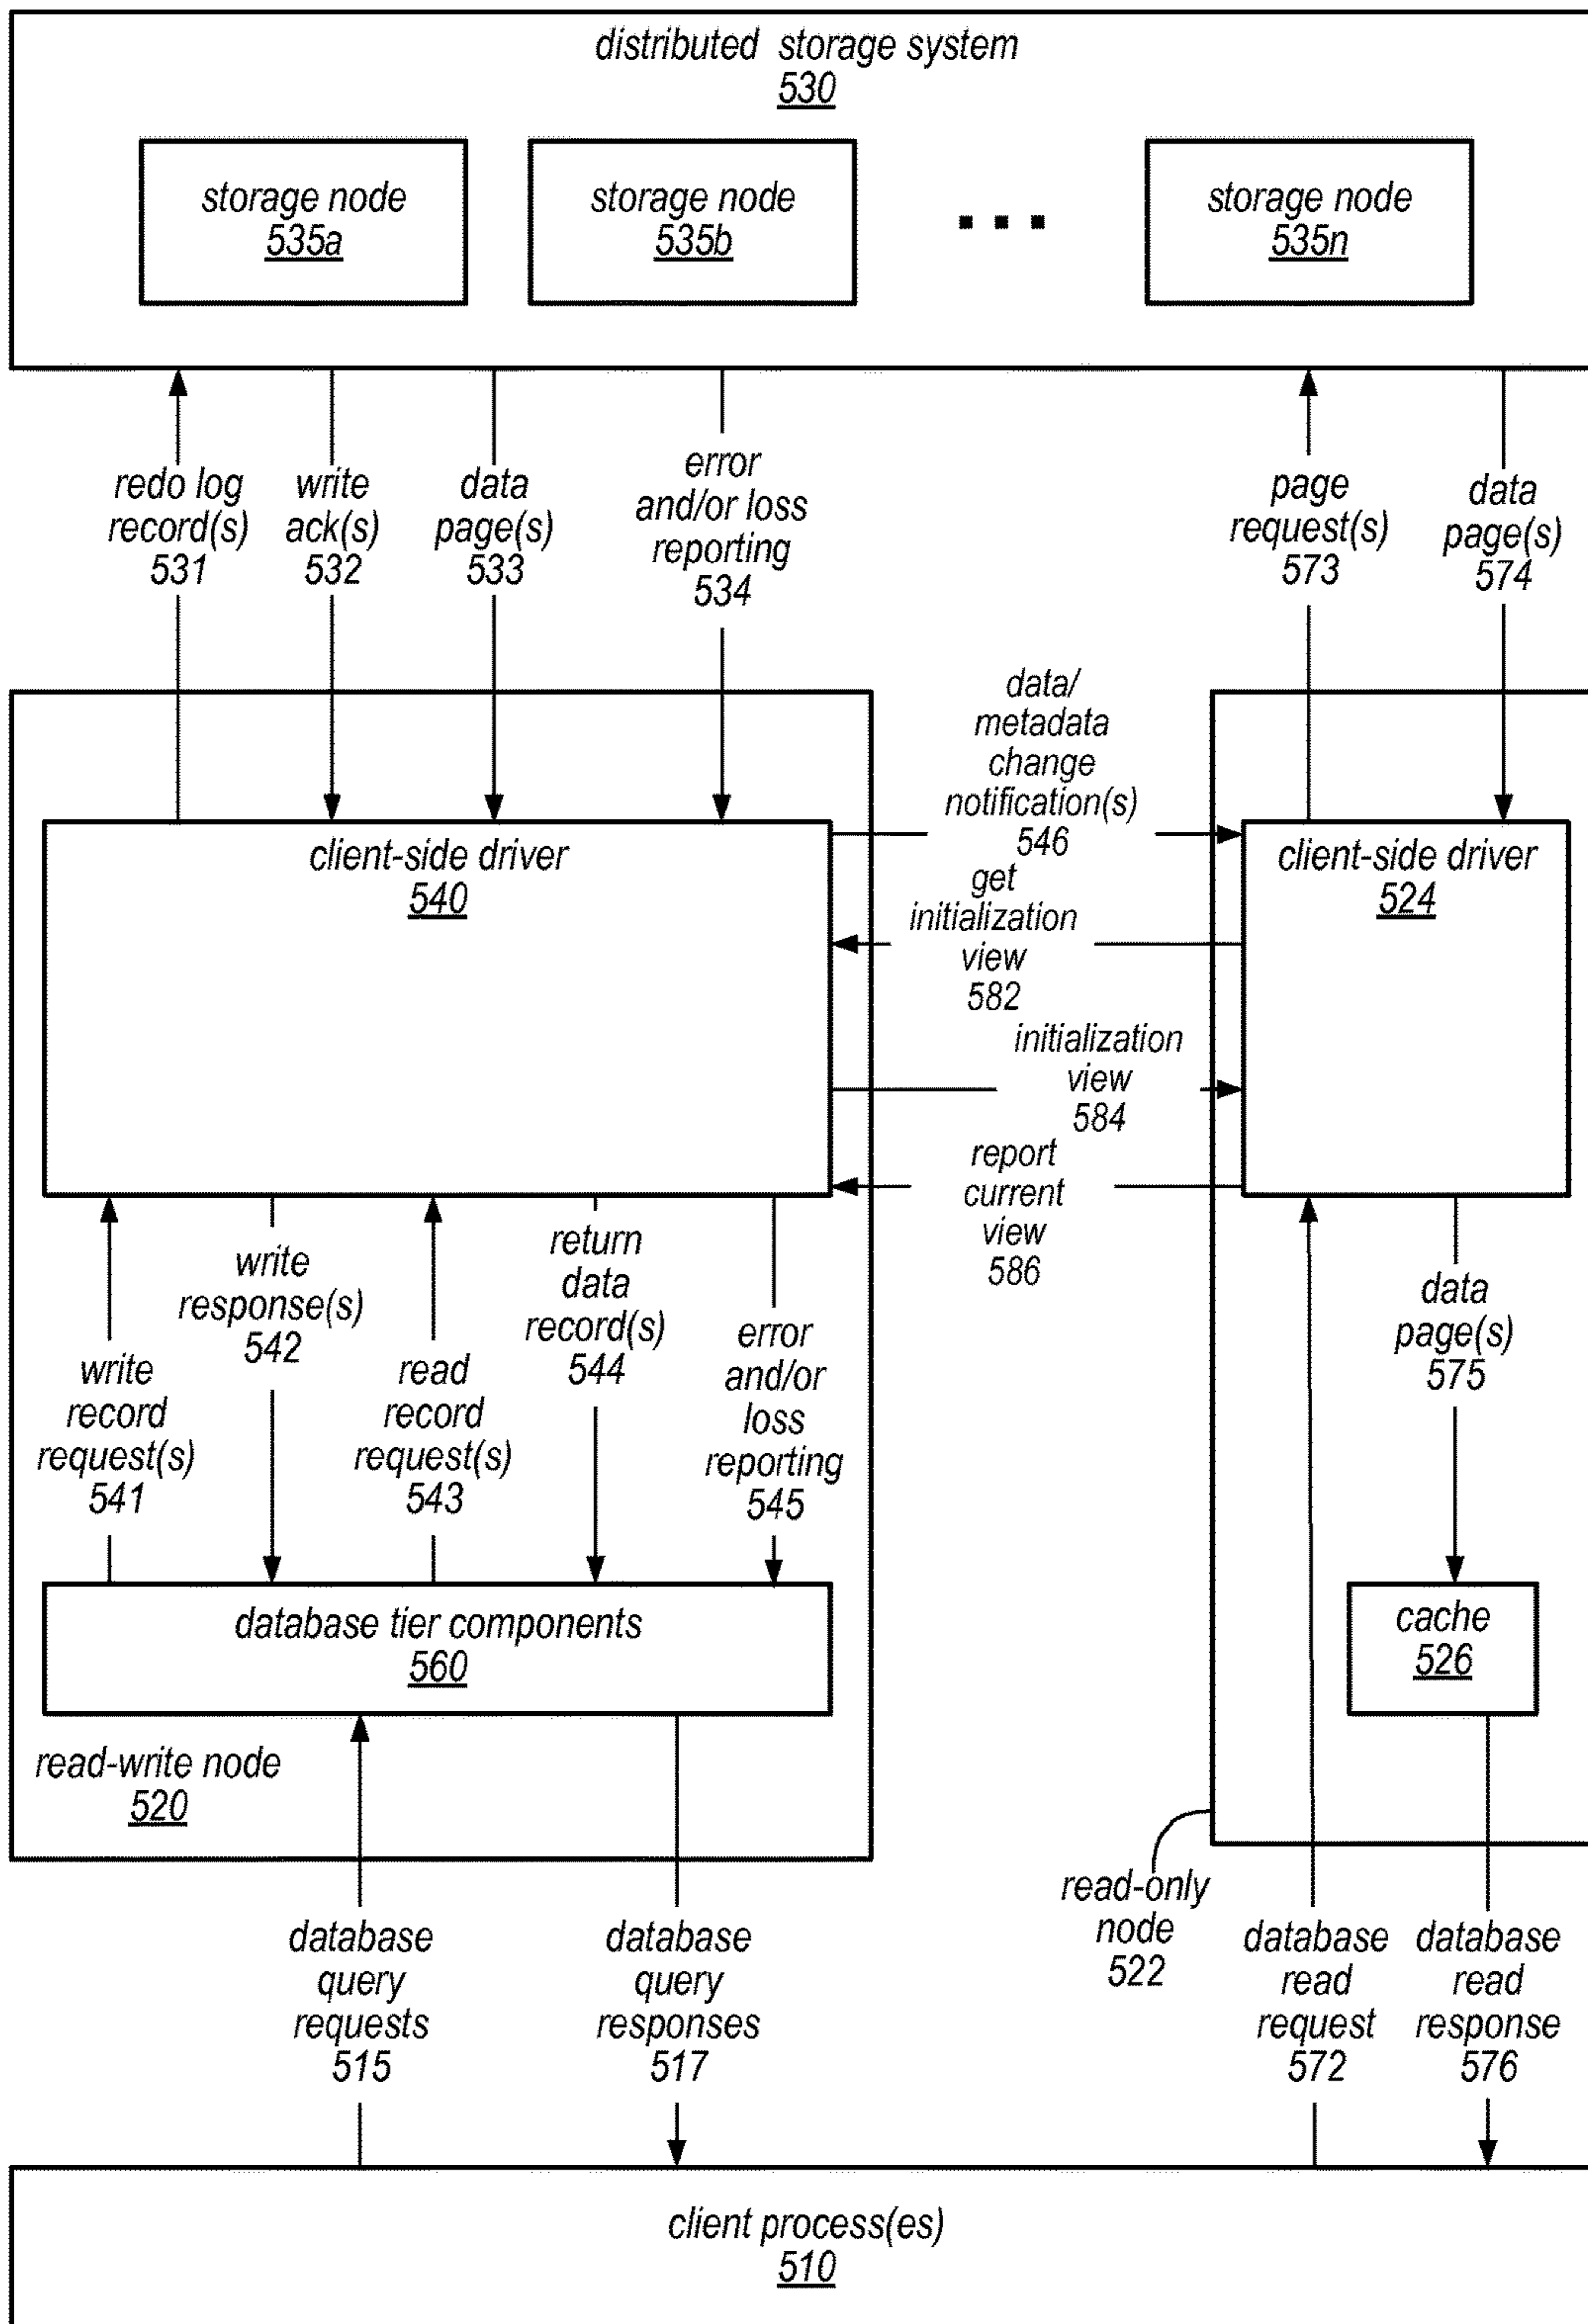 distributed storage system
530
storage node
535a
storage node
535b
storage node
535n
redo log
record(s)
531
write
ack(s)
532
data
page(s)
533
error
and/or loss
reporting
534
page
request(s)
573
data
page(s)
574
data/
metadata
change
notification(s)
546
client-side driver
540
client-side driver
524
get
initialization
view
582
initialization
view
584
report
current
view
586
write
record
request(s)
541
write
response(s)
542
read
record
request(s)
543
return
data
record(s)
544
error
and/or
loss
reporting
545
data
page(s)
575
database tier components
560
cache
526
read-write node
520
read-only
node
522
database
query
requests
515
database
query
responses
517
database
read
request
572
database
read
response
576
client process(es)
510